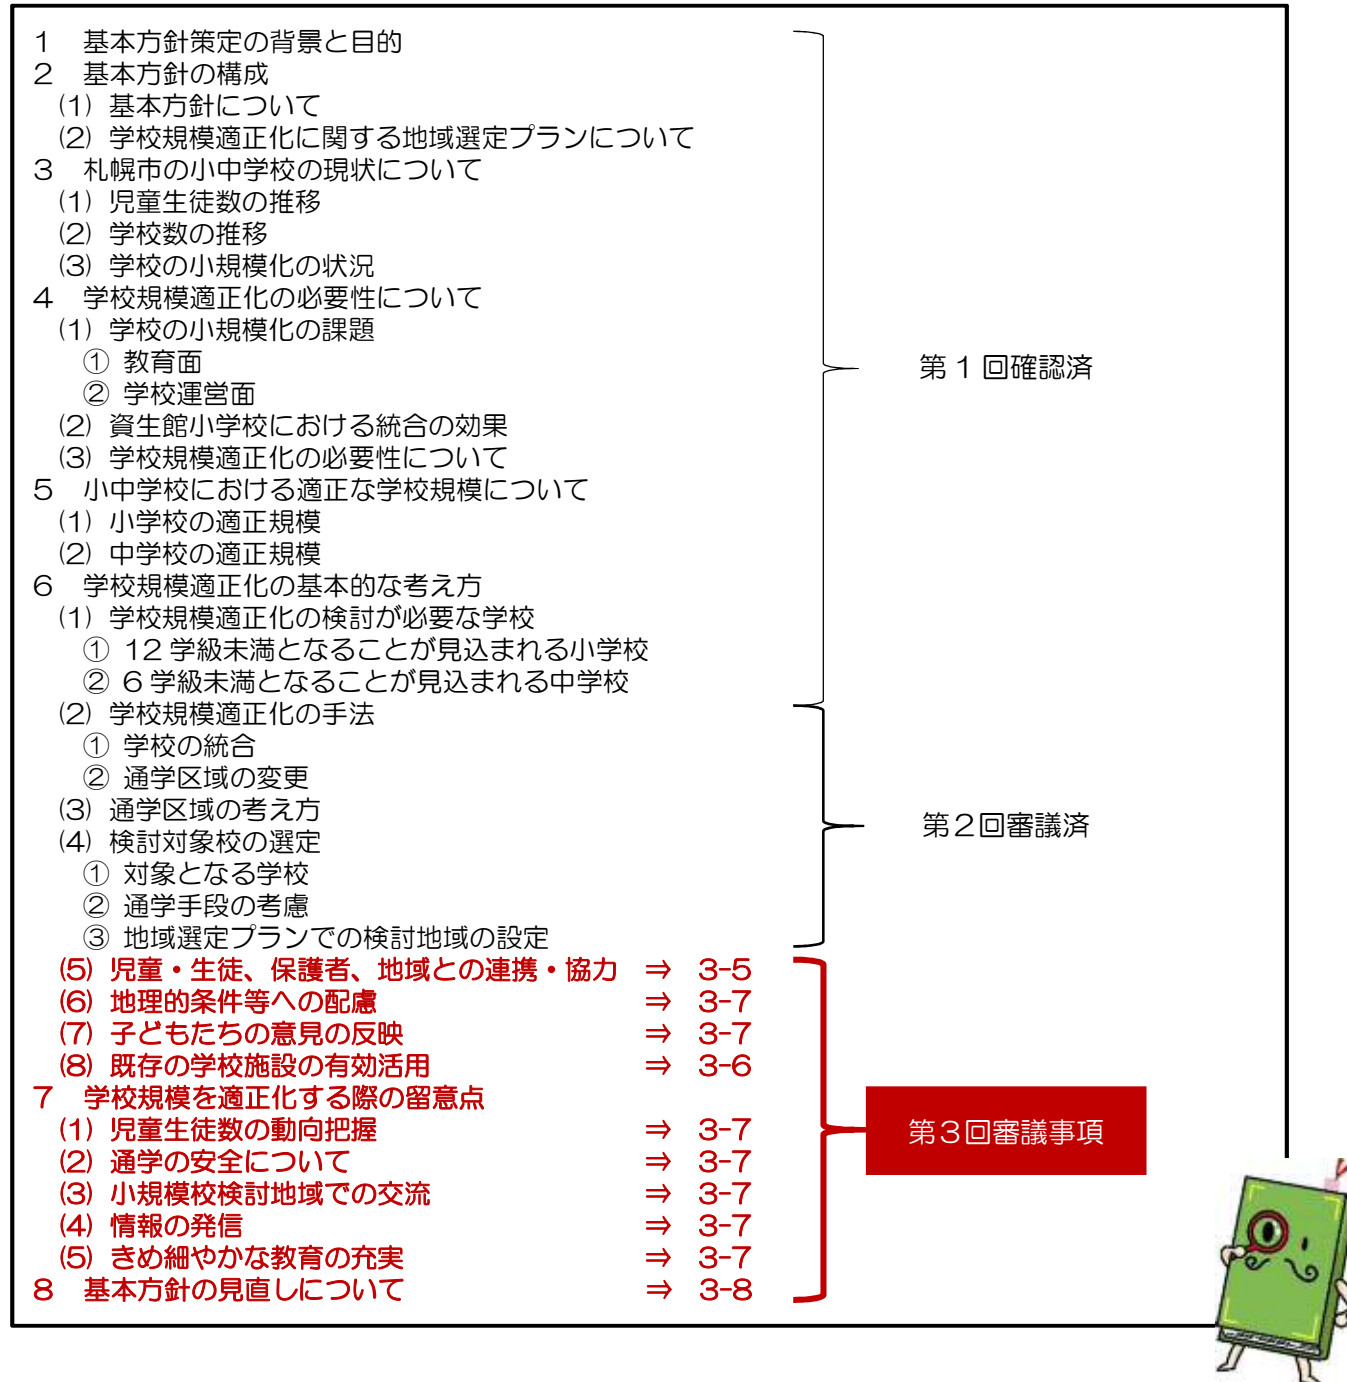 1 基本方針策定の背景と目的
2 基本方針の構成
(1) 基本方針について
(2) 学校規模適正化に関する地域選定プランについて
3 札幌市の小中学校の現状について
(1) 児童生徒数の推移
(2) 学校数の推移
(3) 学校の小規模化の状況
4 学校規模適正化の必要性について
(1) 学校の小規模化の課題
① 教育面
② 学校運営面
第 1 回確認済
(2) 資生館小学校における統合の効果
(3) 学校規模適正化の必要性について
5 小中学校における適正な学校規模について
(1) 小学校の適正規模
(2) 中学校の適正規模
6 学校規模適正化の基本的な考え方
(1) 学校規模適正化の検討が必要な学校
① 12 学級未満となることが見込まれる小学校
② 6 学級未満となることが見込まれる中学校
(2) 学校規模適正化の手法
① 学校の統合
② 通学区域の変更
(3) 通学区域の考え方
(4) 検討対象校の選定
① 対象となる学校
② 通学手段の考慮
③ 地域選定プランでの検討地域の設定
第2回審議済
(5) 児童・生徒、保護者、地域との連携・協力 ⇒ 3-5
(6) 地理的条件等への配慮 ⇒ 3-7
(7) 子どもたちの意見の反映 ⇒ 3-7
(8) 既存の学校施設の有効活用 ⇒ 3-6
7 学校規模を適正化する際の留意点
(1) 児童生徒数の動向把握 ⇒ 3-7
(2) 通学の安全について ⇒ 3-7
(3) 小規模校検討地域での交流 ⇒ 3-7
(4) 情報の発信 ⇒ 3-7
(5) きめ細やかな教育の充実 ⇒ 3-7
8 基本方針の見直しについて ⇒ 3-8
第3回審議事項